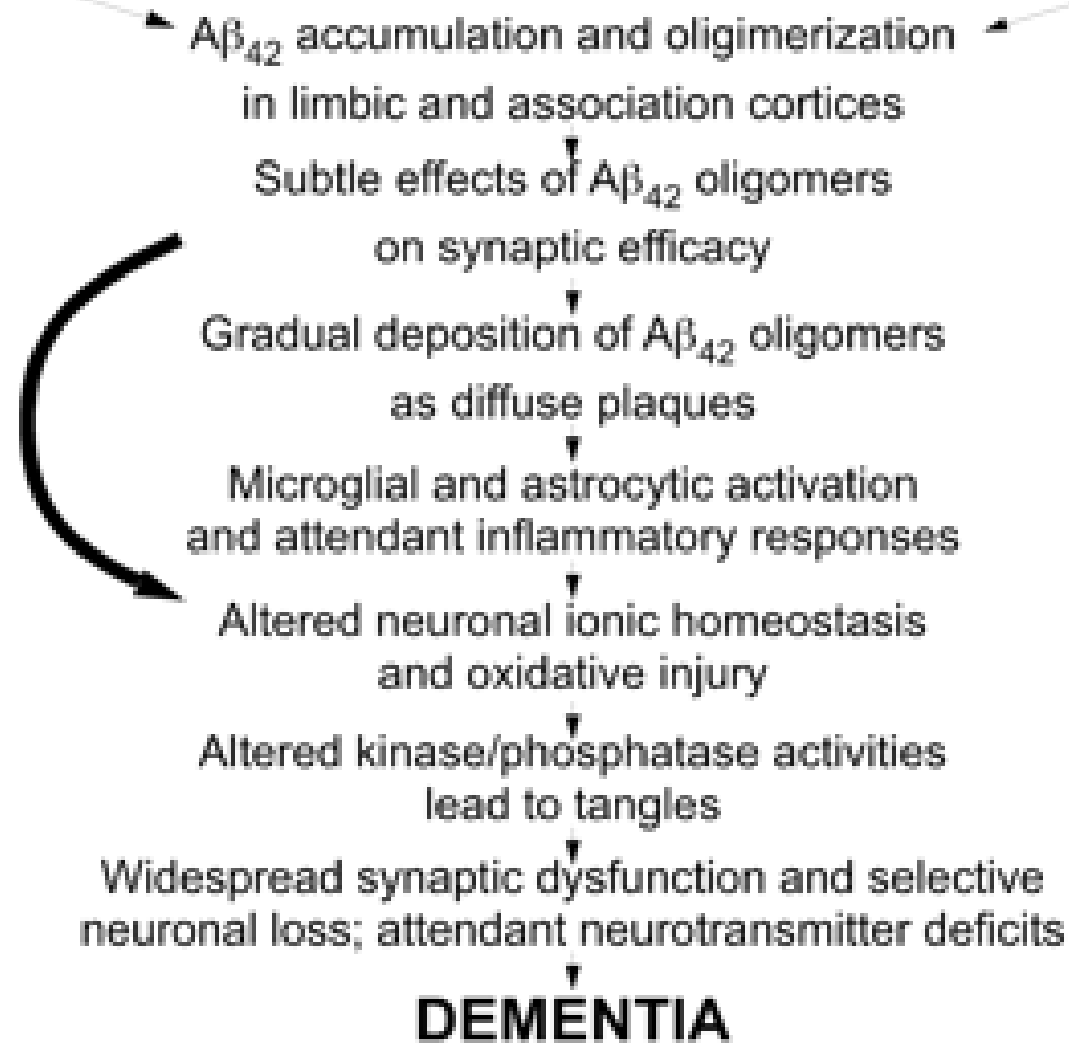 Aβ₄₂ accumulation and oligimerization
in limbic and association cortices
Subtle effects of Aβ₄₂ oligomers
on synaptic efficacy
Gradual deposition of Aβ₄₂ oligomers
as diffuse plaques
Microglial and astrocytic activation
and attendant inflammatory responses
Altered neuronal ionic homeostasis
and oxidative injury
Altered kinase/phosphatase activities
lead to tangles
Widespread synaptic dysfunction and selective
neuronal loss; attendant neurotransmitter deficits
DEMENTIA